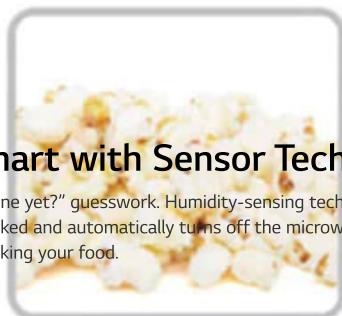 nart with Sensor Tech
ne yet?” guesswork. Humidity-sensing tech
ked and automatically turns off the microw
king your food.